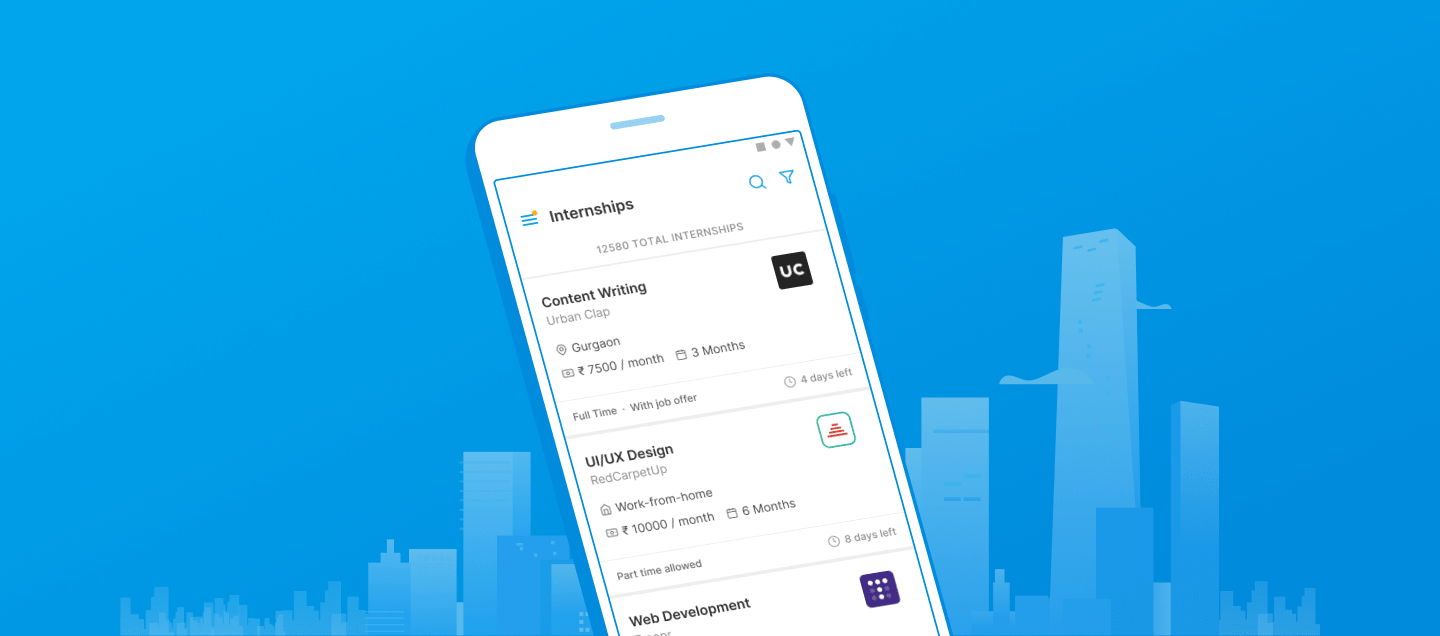 Internships
12580 TOTAL INTERNSHIPS
UC
Content Writing
Urban Clap
Gurgaon
₹ 7500 / month 3 Months
Full Time · With job offer 4 days left
UI/UX Design
RedCarpetUp
Work-from-home
₹ 10000 / month 6 Months
Part time allowed 8 days left
Web Development